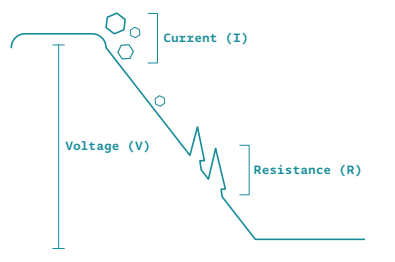 Current (I)
Voltage (V)
Resistance (R)